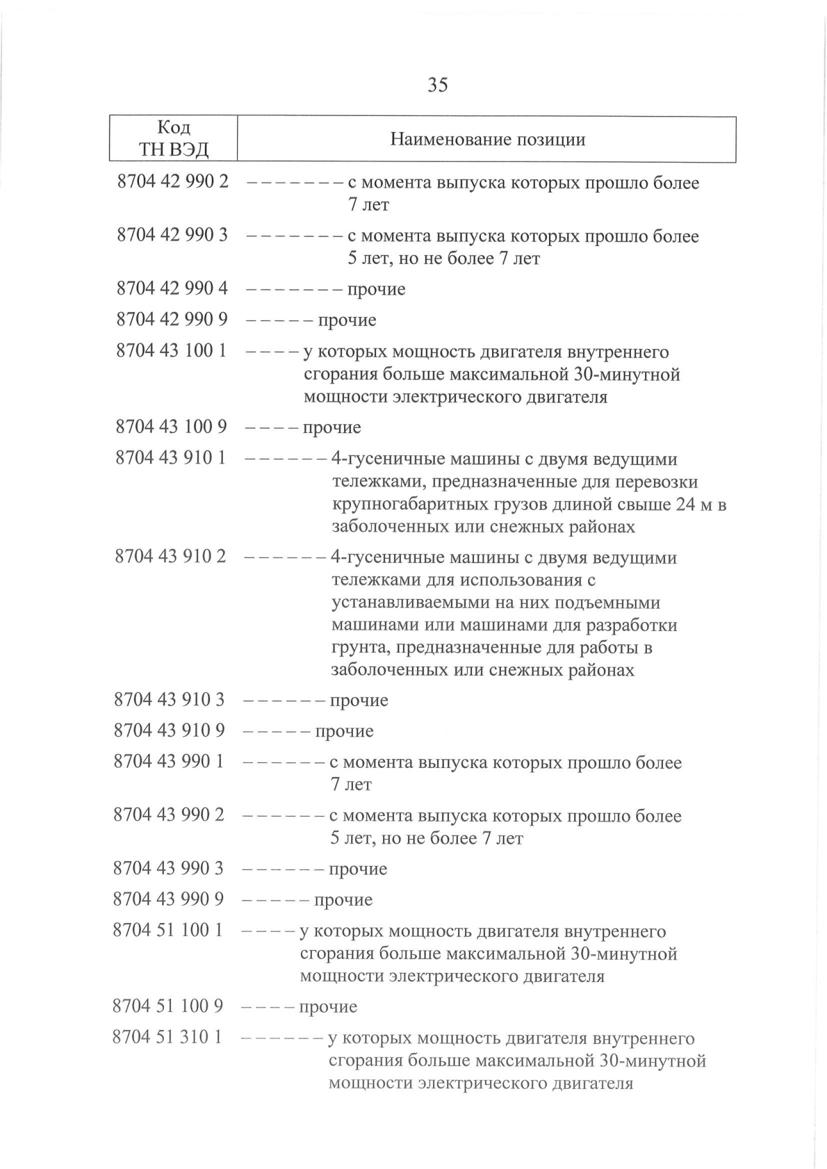 35
Код
ТН ВЭД
Наименование позиции
8704 42 990 2 – – – – – – – с момента выпуска которых прошло более
7 лет
8704 42 990 3 – – – – – – – с момента выпуска которых прошло более
5 лет, но не более 7 лет
8704 42 990 4 – – – – – – – прочие
8704 42 990 9 – – – – – прочие
8704 43 100 1 – – – – у которых мощность двигателя внутреннего
сгорания больше максимальной 30-минутной
мощности электрического двигателя
8704 43 100 9 – – – – прочие
8704 43 910 1 – – – – – – 4-гусеничные машины с двумя ведущими
тележками, предназначенные для перевозки
крупногабаритных грузов длиной свыше 24 м в
заболоченных или снежных районах
8704 43 910 2 – – – – – – 4-гусеничные машины с двумя ведущими
тележками для использования с
устанавливаемыми на них подъемными
машинами или машинами для разработки
грунта, предназначенные для работы в
заболоченных или снежных районах
8704 43 910 3 – – – – – – прочие
8704 43 910 9 – – – – – прочие
8704 43 990 1 – – – – – – с момента выпуска которых прошло более
7 лет
8704 43 990 2 – – – – – – с момента выпуска которых прошло более
5 лет, но не более 7 лет
8704 43 990 3 – – – – – – прочие
8704 43 990 9 – – – – – прочие
8704 51 100 1 – – – – у которых мощность двигателя внутреннего
сгорания больше максимальной 30-минутной
мощности электрического двигателя
8704 51 100 9 – – – – прочие
8704 51 310 1 – – – – – – у которых мощность двигателя внутреннего
сгорания больше максимальной 30-минутной
мощности электрического двигателя